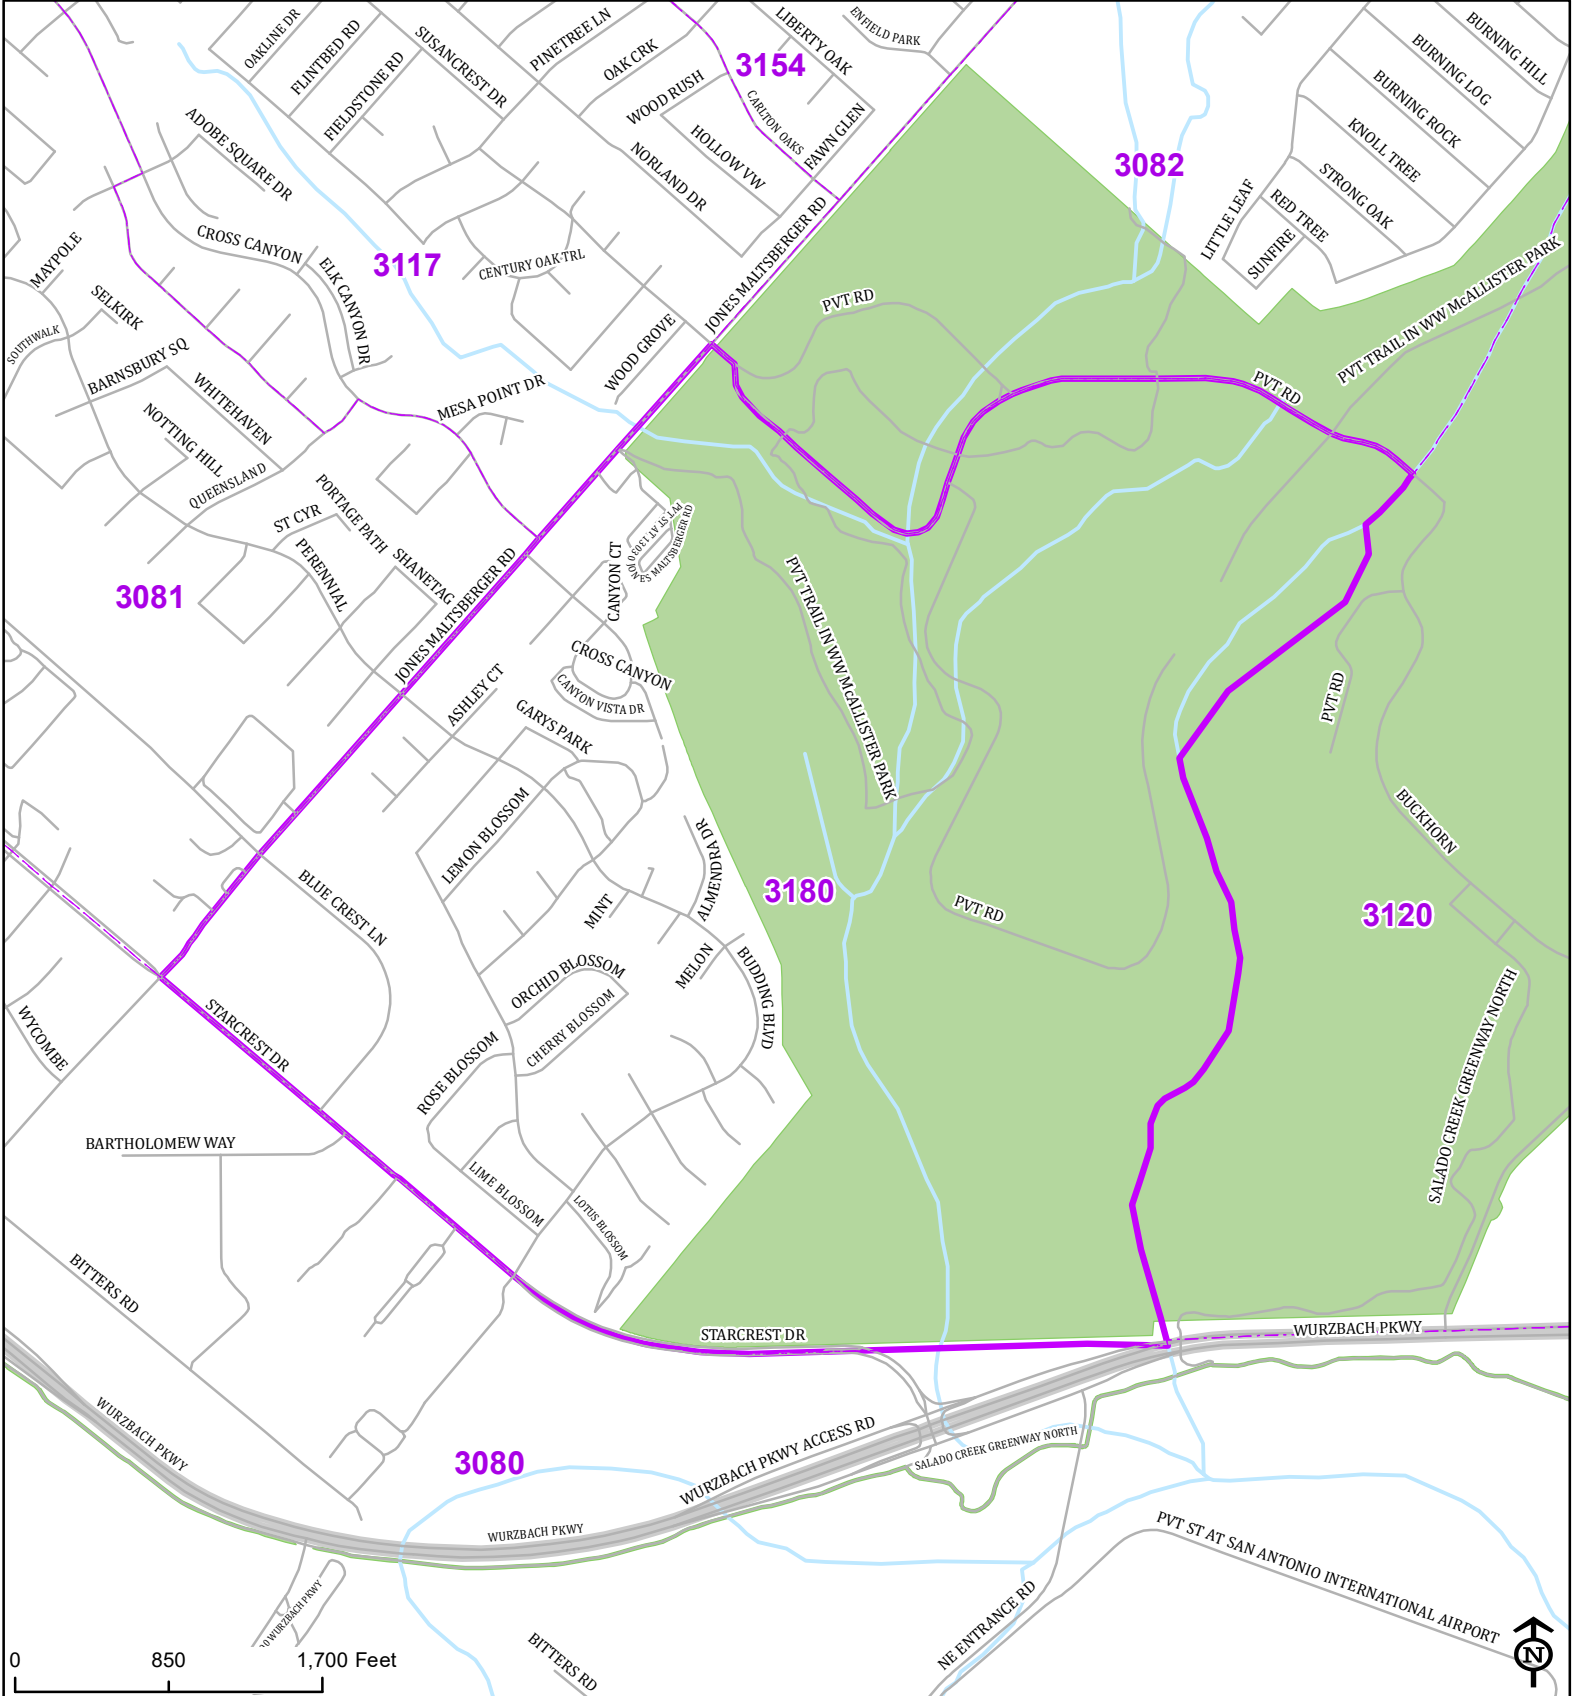 OAKLINE DR
FLINTBED RD
FIELDSTONE RD
SUSANCREST DR
PINETREE LN
OAK CRK
WOOD RUSH
3154
LIBERTY OAK
ENFIELD PARK
CARLTON OAKS
FAWN GLEN
HOLLOW VW
NORLAND DR
BURNING HILL
BURNING LOG
BURNING ROCK
KNOLL TREE
STRONG OAK
RED TREE
SUNFIRE
LITTLE LEAF
3082
ADOBE SQUARE DR
CROSS CANYON
ELK CANYON DR
MAYPOLE
SELKIRK
SOUTHWALK
BARNSBURY SQ
WHITEHAVEN
NOTTING HILL
QUEENSLAND
3117
CENTURY OAK TRL
JONES MALTSBERGER RD
WOOD GROVE
MESA POINT DR
PVT RD
PVT TRAIL IN WW McALLISTER PARK
PVT RD
ST CYR
PORTAGE PATH
SHANETAG
PERENNIAL
3081
JONES MALTSBERGER RD
PVT ST AT 13030
JONES MALTSBERGER RD
CANYON CT
CROSS CANYON
CANYON VISTA DR
ASHLEY CT
GARYS PARK
PVT TRAIL IN WW McALLISTER PARK
PVT RD
LEMON BLOSSOM
ALMENDRA DR
BUCKHORN
3180
3120
PVT RD
BLUE CREST LN
MINT
MELON
BUDDING BLVD
ORCHID BLOSSOM
CHERRY BLOSSOM
ROSE BLOSSOM
WYCOMBE
STARCREST DR
SALADO CREEK GREENWAY NORTH
BARTHOLOMEW WAY
LIME BLOSSOM
LOTUS BLOSSOM
BITTERS RD
STARCREST DR
WURZBACH PKWY
WURZBACH PKWY
3080
WURZBACH PKWY ACCESS RD
SALADO CREEK GREENWAY NORTH
WURZBACH PKWY
PVT ST AT SAN ANTONIO INTERNATIONAL AIRPORT
NE ENTRANCE RD
WURZBACH PKWY
BITTERS RD
0 850 1,700 Feet
N